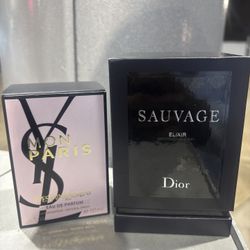 MON
PARIS
YSL
EAU DE PARFUM
SAUVAGE
ELIXIR
Dior